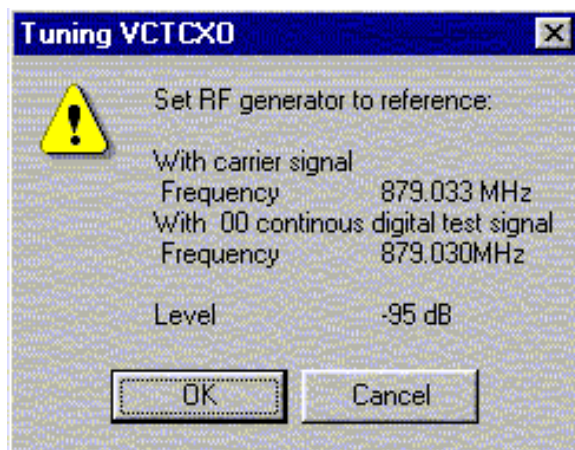 Tuning VCTCXO
Set RF generator to reference:
With carrier signal
Frequency 879.033 MHz
With 00 continous digital test signal
Frequency 879.030MHz
Level -95 dB
OK Cancel